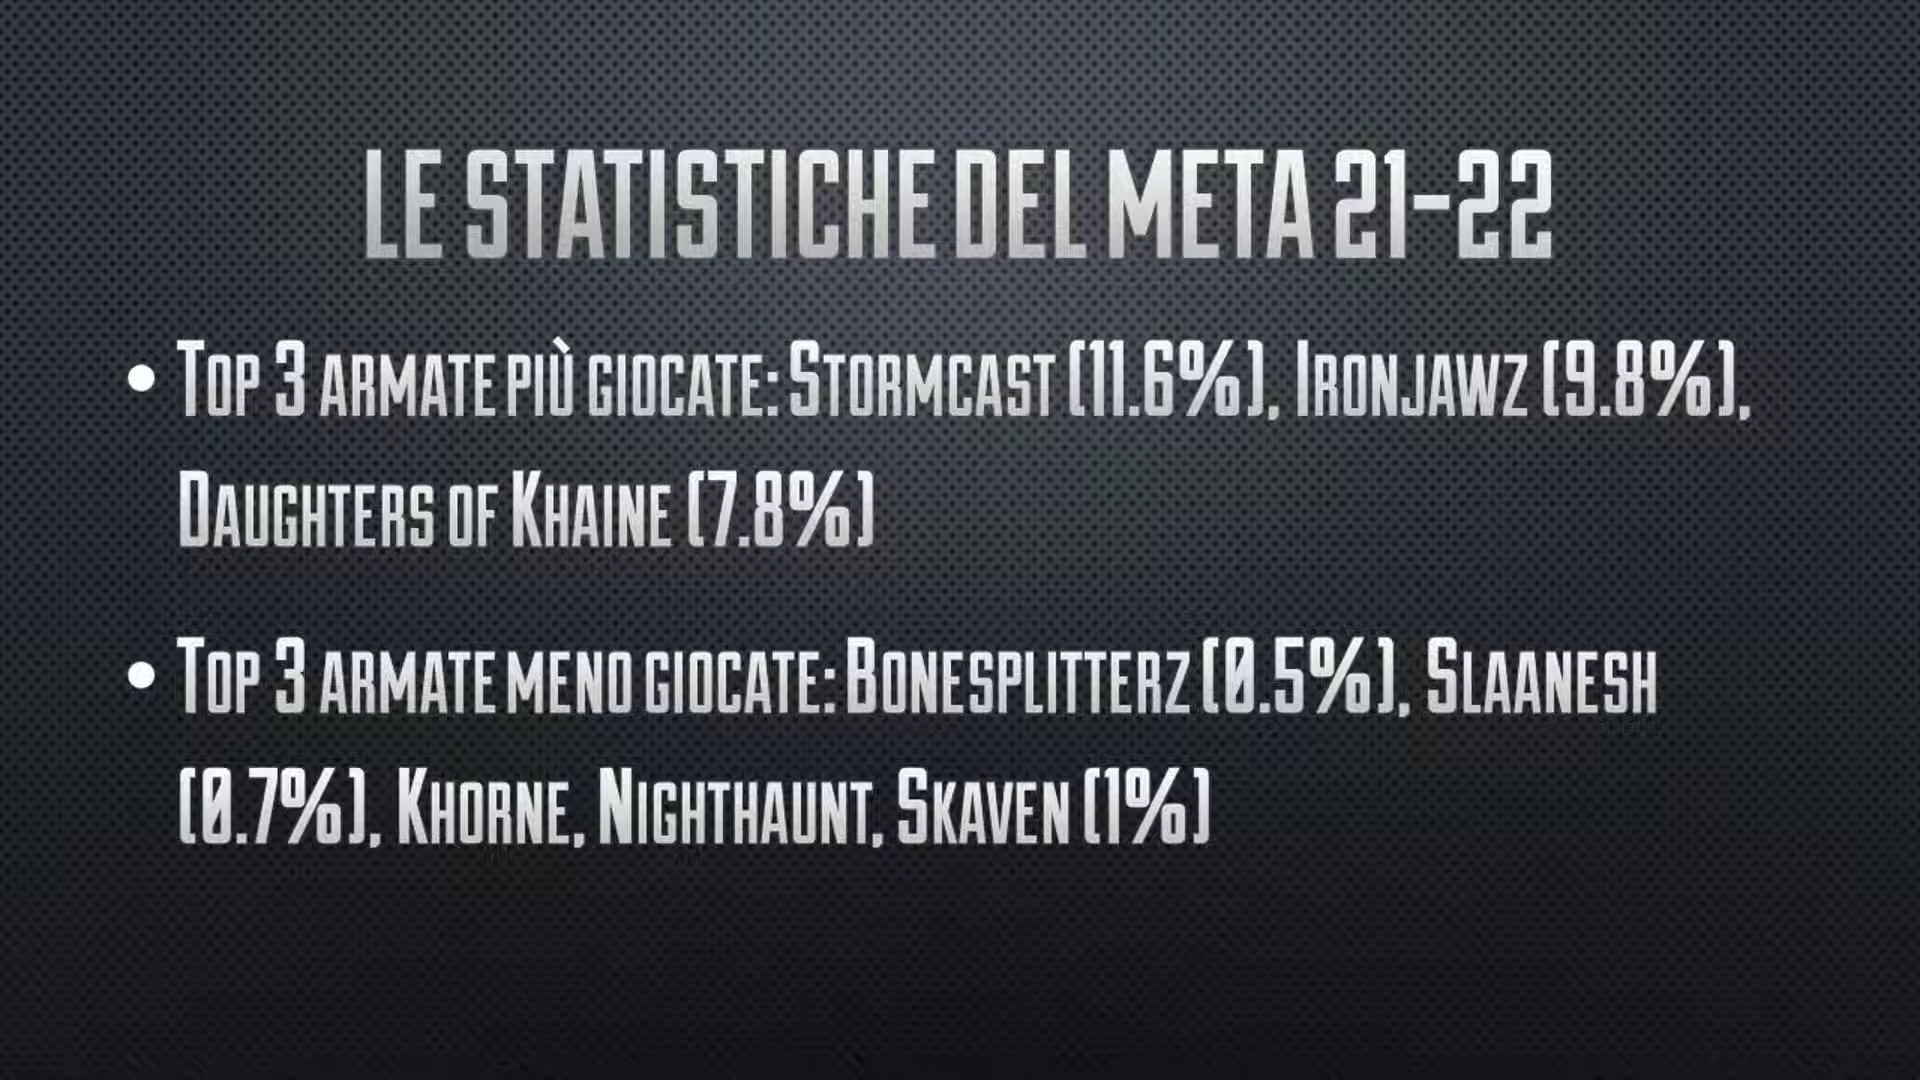 LE STATISTICHE DEL META 21-22
• TOP 3 ARMATE PIÙ GIOCATE: STORMCAST (11.6%), IRONJAWZ (9.8%),
DAUGHTERS OF KHAINE (7.8%)
• TOP 3 ARMATE MENO GIOCATE: BONESPLITTERZ (0.5%), SLAANESH
(0.7%), KHORNE, NIGHTHAUNT, SKAVEN (1%)